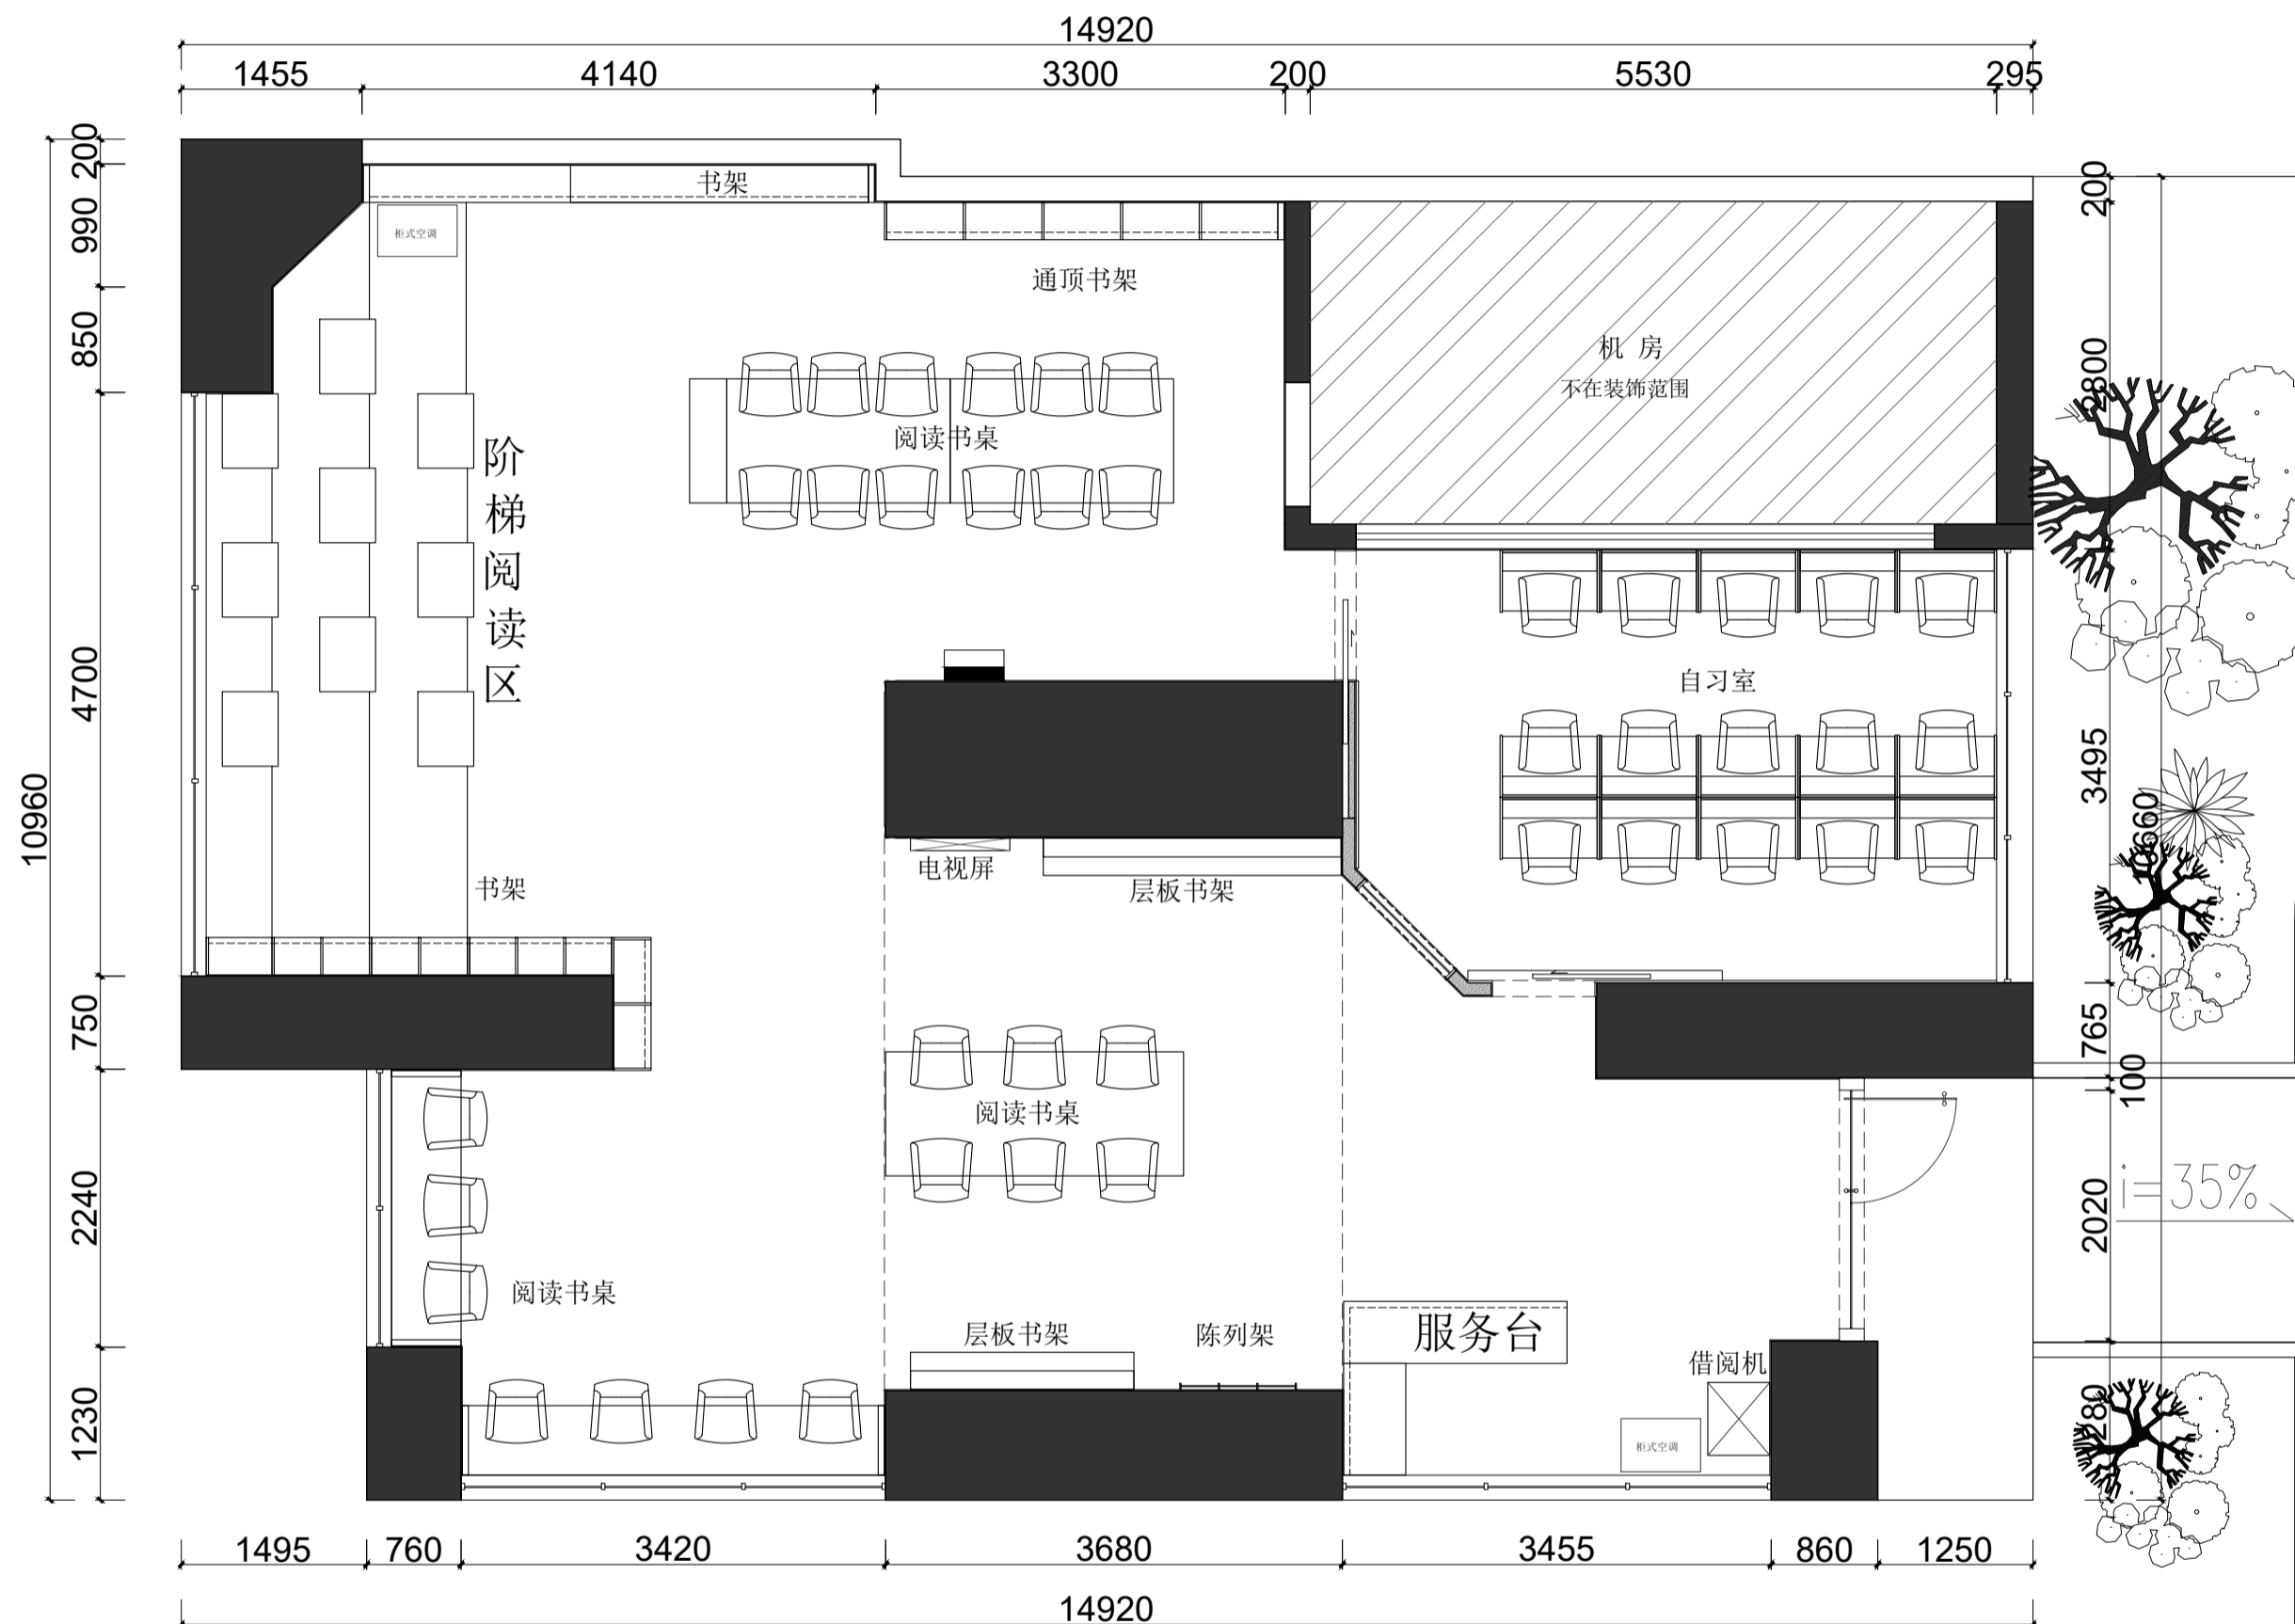 14920
1455 4140 3300 200 5530 295
200
990
850
4700
750
2240
1230
10960
书架
柜式空调
通顶书架
机 房
不在装饰范围
阅读书桌
阶梯阅读区
自习室
书架
电视屏
层板书架
阅读书桌
阅读书桌
层板书架
陈列架
服务台
借阅机
柜式空调
200
2800
3495
10660
765
100
2020
i=35%
1280
1495 760 3420 3680 3455 860 1250
14920